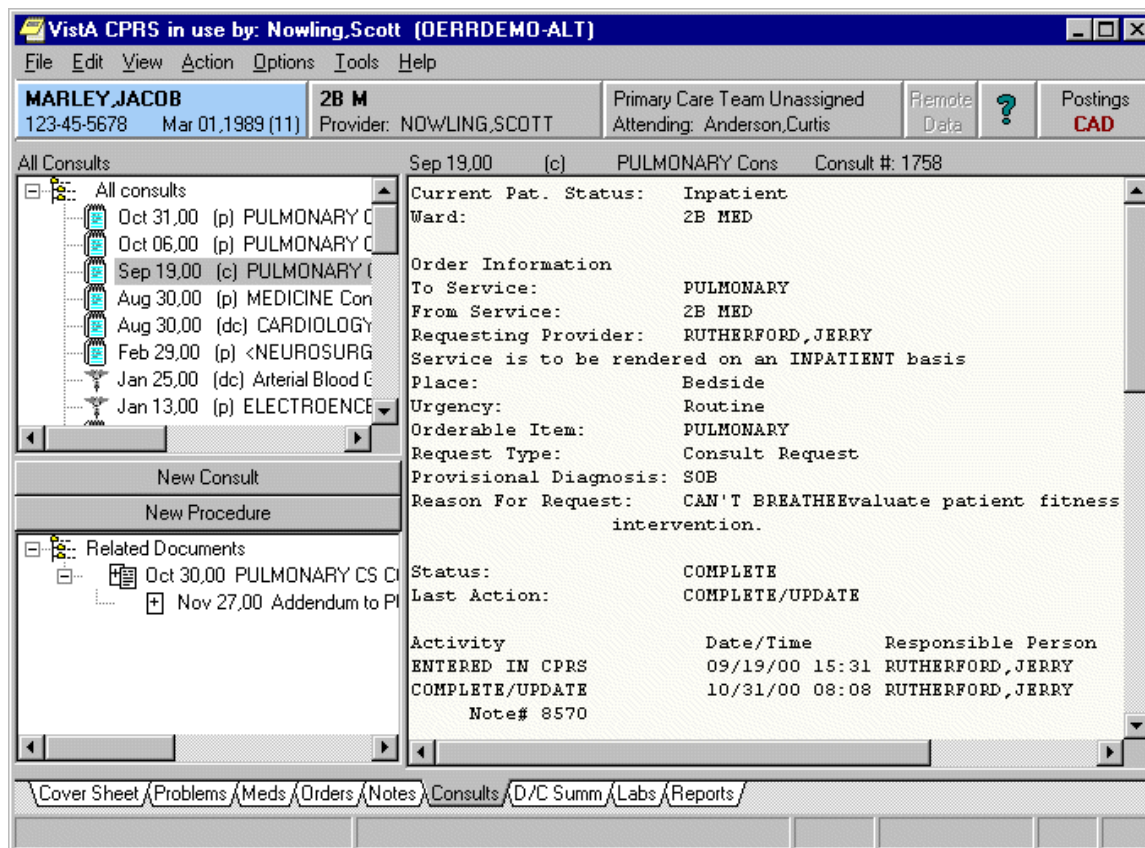 VistA CPRS in use by: Nowling,Scott (OERRDEMO-ALT)
File Edit View Action Options Tools Help
MARLEY,JACOB
123-45-5678 Mar 01,1989 (11)
2B M
Provider: NOWLING,SCOTT
Primary Care Team Unassigned
Attending: Anderson,Curtis
Remote
Data
?
Postings
CAD
All Consults
All consults
Oct 31,00 (p) PULMONARY C
Oct 06,00 (p) PULMONARY C
Sep 19,00 (c) PULMONARY C
Aug 30,00 (p) MEDICINE Con
Aug 30,00 (dc) CARDIOLOGY
Feb 29,00 (p) <NEUROSURG
Jan 25,00 (dc) Arterial Blood G
Jan 13,00 (p) ELECTROENCE
New Consult
New Procedure
Related Documents
Oct 30,00 PULMONARY CS C
Nov 27,00 Addendum to P
Sep 19,00 (c) PULMONARY Cons Consult #: 1758
Current Pat. Status: Inpatient
Ward: 2B MED
Order Information
To Service: PULMONARY
From Service: 2B MED
Requesting Provider: RUTHERFORD,JERRY
Service is to be rendered on an INPATIENT basis
Place: Bedside
Urgency: Routine
Orderable Item: PULMONARY
Request Type: Consult Request
Provisional Diagnosis: SOB
Reason For Request: CAN'T BREATHEEvaluate patient fitness
intervention.
Status: COMPLETE
Last Action: COMPLETE/UPDATE
Activity Date/Time Responsible Person
ENTERED IN CPRS 09/19/00 15:31 RUTHERFORD,JERRY
COMPLETE/UPDATE 10/31/00 08:08 RUTHERFORD,JERRY
Note# 8570
Cover Sheet Problems Meds Orders Notes Consults D/C Summ Labs Reports